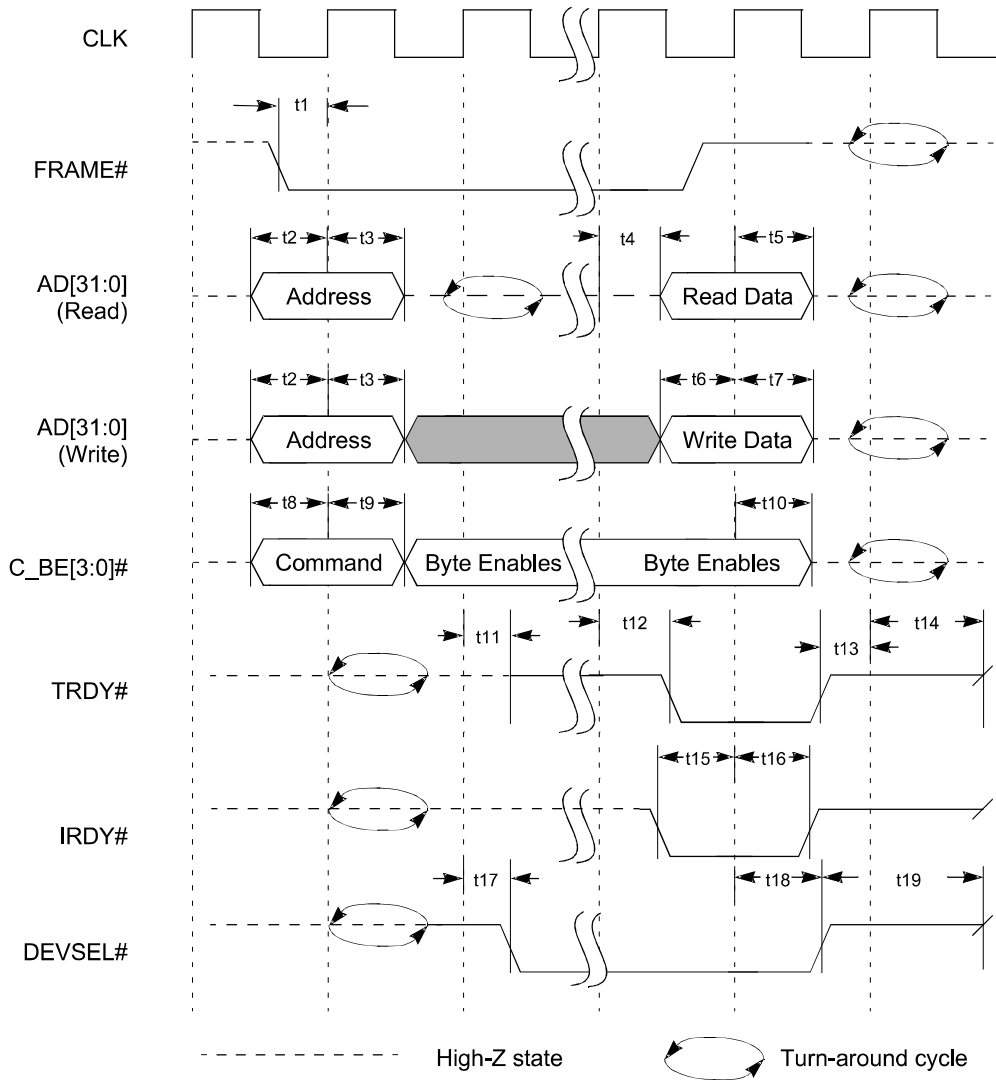 CLK
t1
FRAME#
t2 t3 t4 t5
AD[31:0]
(Read)
Address Read Data
t2 t3 t6 t7
AD[31:0]
(Write)
Address Write Data
t8 t9 t10
C_BE[3:0]#
Command Byte Enables Byte Enables
t11 t12 t13 t14
TRDY#
t15 t16
IRDY#
t17 t18 t19
DEVSEL#
High-Z state Turn-around cycle